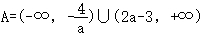 A=(-∞, -4/a)∪(2a-3, +∞)